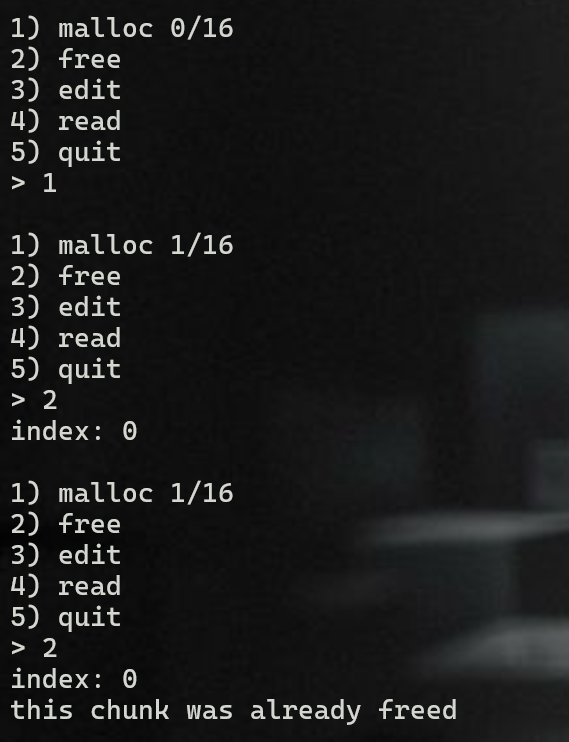 1) malloc 0/16
2) free
3) edit
4) read
5) quit
> 1
1) malloc 1/16
2) free
3) edit
4) read
5) quit
> 2
index: 0
1) malloc 1/16
2) free
3) edit
4) read
5) quit
> 2
index: 0
this chunk was already freed